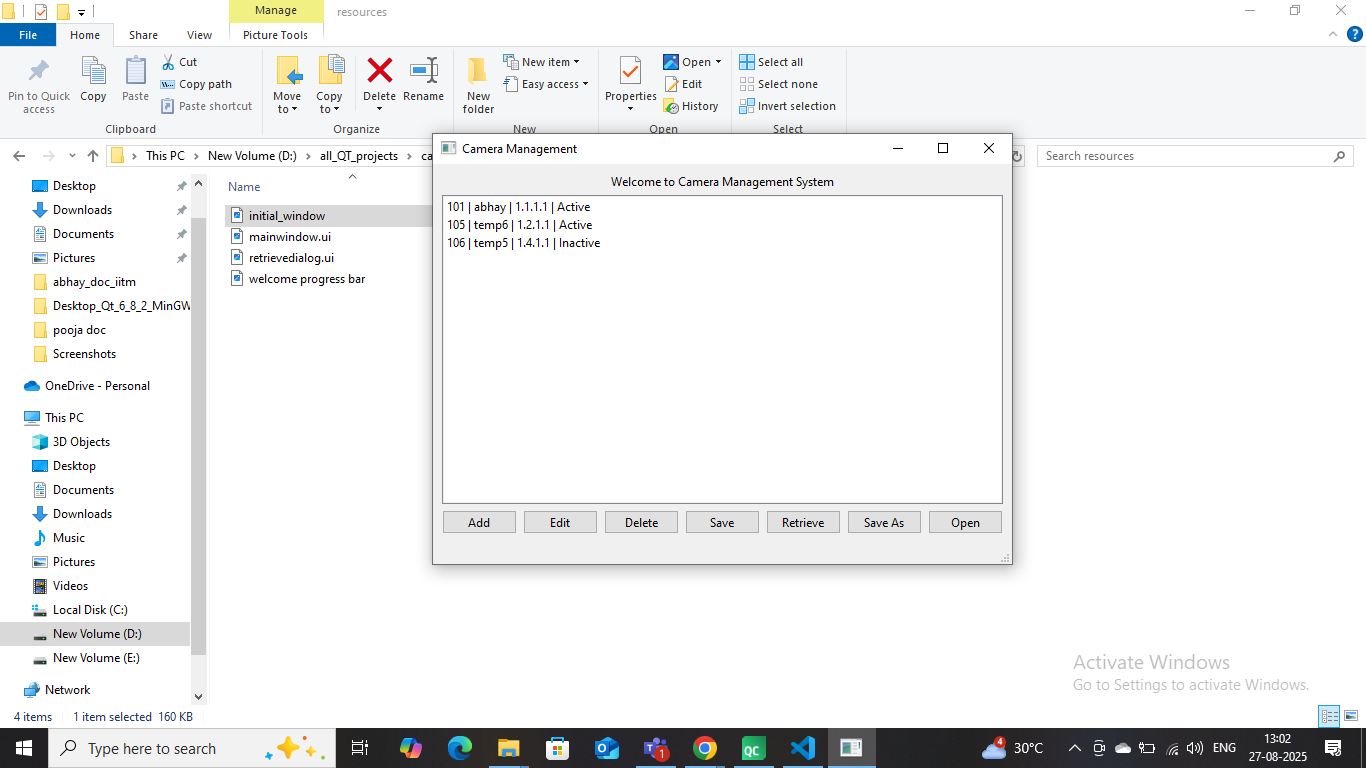 Manage
resources
File
Home
Share
View
Picture Tools
Pin to Quick access
Copy
Paste
Cut
Copy path
Paste shortcut
Move to
Copy to
Delete
Rename
New folder
New item
Easy access
Properties
Open
Edit
History
Select all
Select none
Invert selection
Clipboard
Organize
New
Open
Select
This PC
New Volume (D:)
all_QT_projects
ca
Search resources
Desktop
Downloads
Documents
Pictures
abhay_doc_iitm
Desktop_Qt_6_8_2_MinGW
pooja doc
Screenshots
OneDrive - Personal
This PC
3D Objects
Desktop
Documents
Downloads
Music
Pictures
Videos
Local Disk (C:)
New Volume (D:)
New Volume (E:)
Network
Name
initial_window
mainwindow.ui
retrievedialog.ui
welcome progress bar
Camera Management
Welcome to Camera Management System
101 | abhay | 1.1.1.1 | Active
105 | temp6 | 1.2.1.1 | Active
106 | temp5 | 1.4.1.1 | Inactive
Add
Edit
Delete
Save
Retrieve
Save As
Open
Activate Windows
Go to Settings to activate Windows.
4 items
1 item selected 160 KB
Type here to search
1
QC
4
30°C
ENG
13:02
27-08-2025